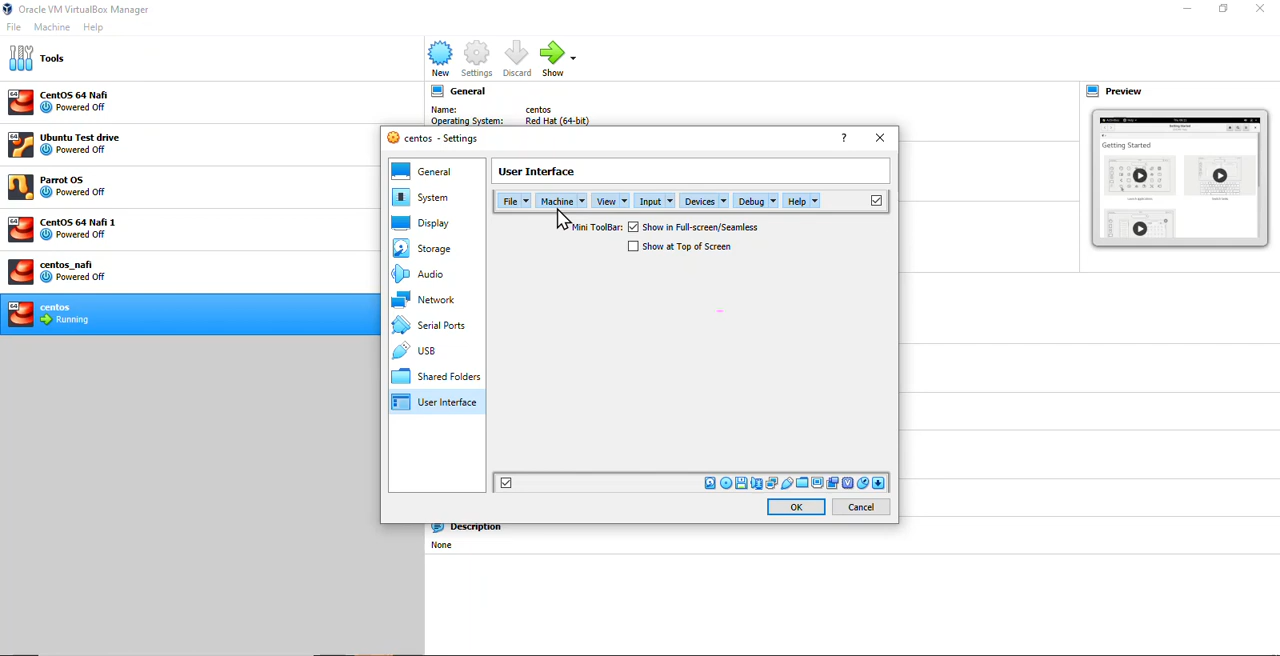 Oracle VM VirtualBox Manager
File Machine Help
Tools
New Settings Discard Show
64 CentOS 64 Nafi
Powered Off
64 Ubuntu Test drive
Powered Off
Parrot OS
Powered Off
64 CentOS 64 Nafi 1
Powered Off
centos_nafi
Powered Off
64 centos
Running
General
Name: centos
Operating System: Red Hat (64-bit)
Preview
Getting Started
centos - Settings ?
General
System
Display
Storage
Audio
Network
Serial Ports
USB
Shared Folders
User Interface
User Interface
File Machine View Input Devices Debug Help
Mini ToolBar: Show in Full-screen/Seamless
Show at Top of Screen
OK Cancel
Description
None